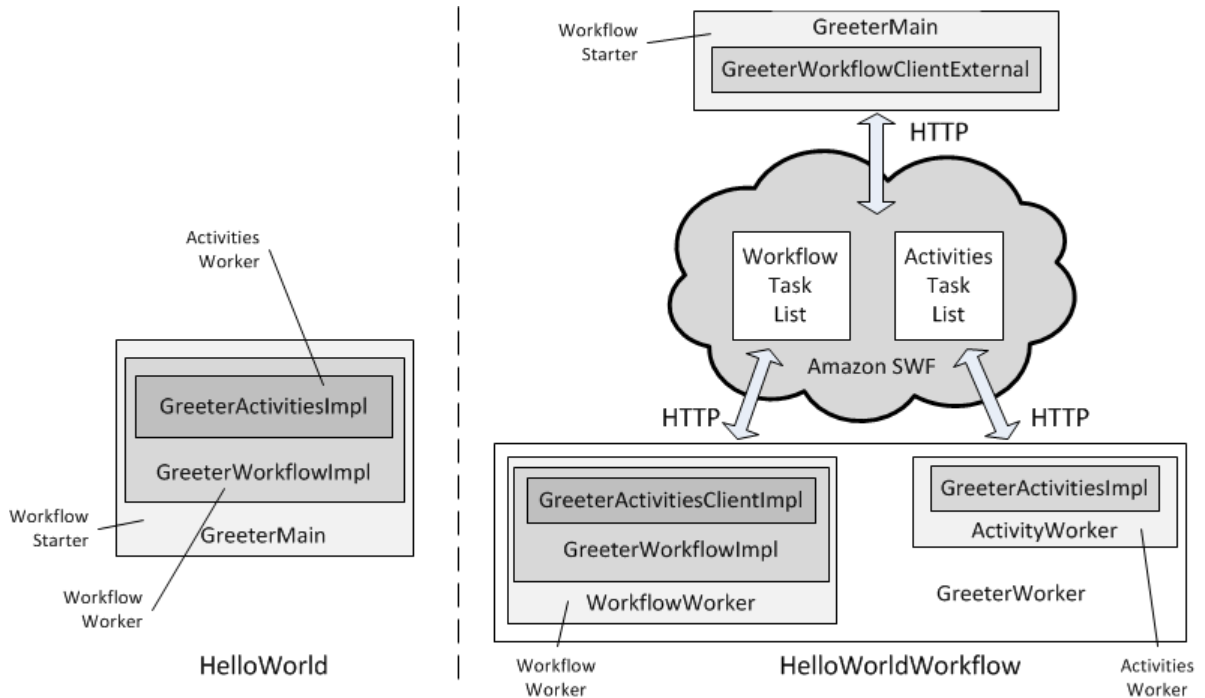 Activities
Worker
GreeterActivitiesImpl
GreeterWorkflowImpl
Workflow
Starter
GreeterMain
Workflow
Worker
HelloWorld
Workflow
Starter
GreeterMain
GreeterWorkflowClientExternal
HTTP
Workflow
Task
List
Activities
Task
List
Amazon SWF
HTTP
HTTP
GreeterActivitiesClientImpl
GreeterWorkflowImpl
WorkflowWorker
GreeterActivitiesImpl
ActivityWorker
GreeterWorker
Workflow
Worker
HelloWorldWorkflow
Activities
Worker